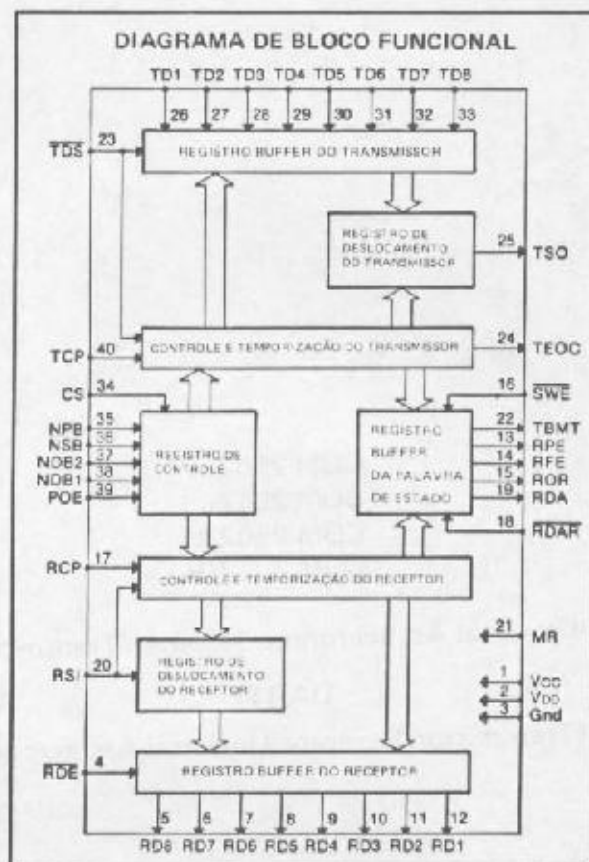 DIAGRAMA DE BLOCO FUNCIONAL
TD1 TD2 TD3 TD4 TD5 TD6 TD7 TD8
26 27 28 29 30 31 32 33
TDS 23
REGISTRO BUFFER DO TRANSMISSOR
REGISTRO DE
DESLOCAMENTO
DO TRANSMISSOR
25 TSO
TCP 40
CONTROLE E TEMPORIZAÇÃO DO TRANSMISSOR
24 TEOC
CS 34
16 SWE
NPB 35
NSB 36
NDB2 37
NDB1 38
POE 39
REGISTRO DE
CONTROLE
REGISTRO
BUFFER
DA PALAVRA
DE ESTADO
22 TBMT
13 RPE
14 RFE
15 ROR
19 RDA
18 RDAR
RCP 17
CONTROLE E TEMPORIZAÇÃO DO RECEPTOR
21 MR
RSI 20
REGISTRO DE
DESLOCAMENTO
DO RECEPTOR
1 VCC
2 VDD
3 Gnd
RDE 4
REGISTRO BUFFER DO RECEPTOR
5 6 7 8 9 10 11 12
RD8 RD7 RD6 RD5 RD4 RD3 RD2 RD1